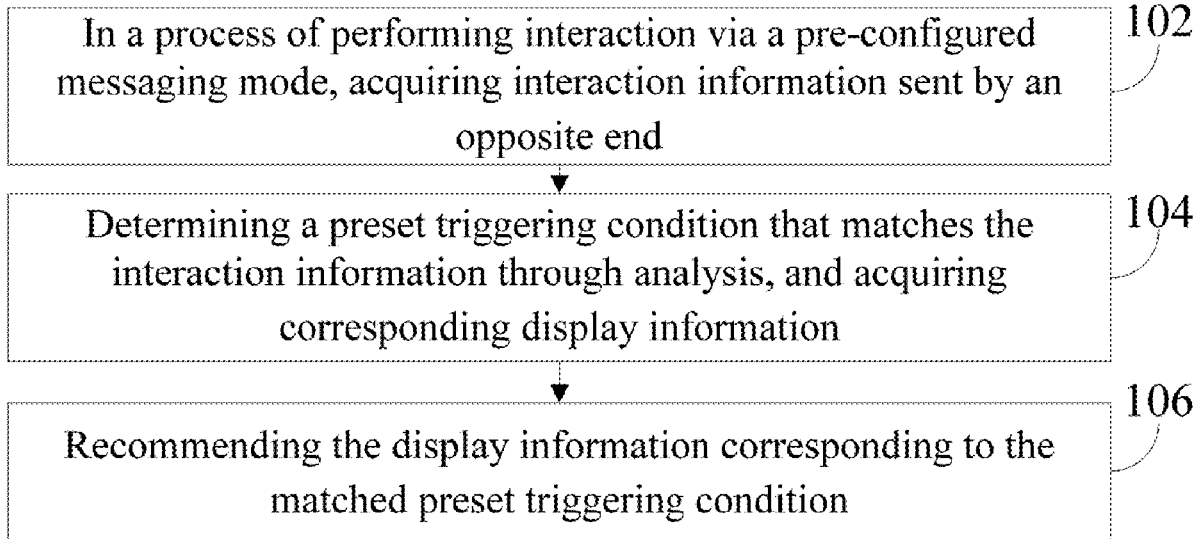 In a process of performing interaction via a pre-configured
102
messaging mode, acquiring interaction information sent by an
opposite end
Determining a preset triggering condition that matches the
104
interaction information through analysis, and acquiring
corresponding display information
106
Recommending the display information corresponding to the
matched preset triggering condition